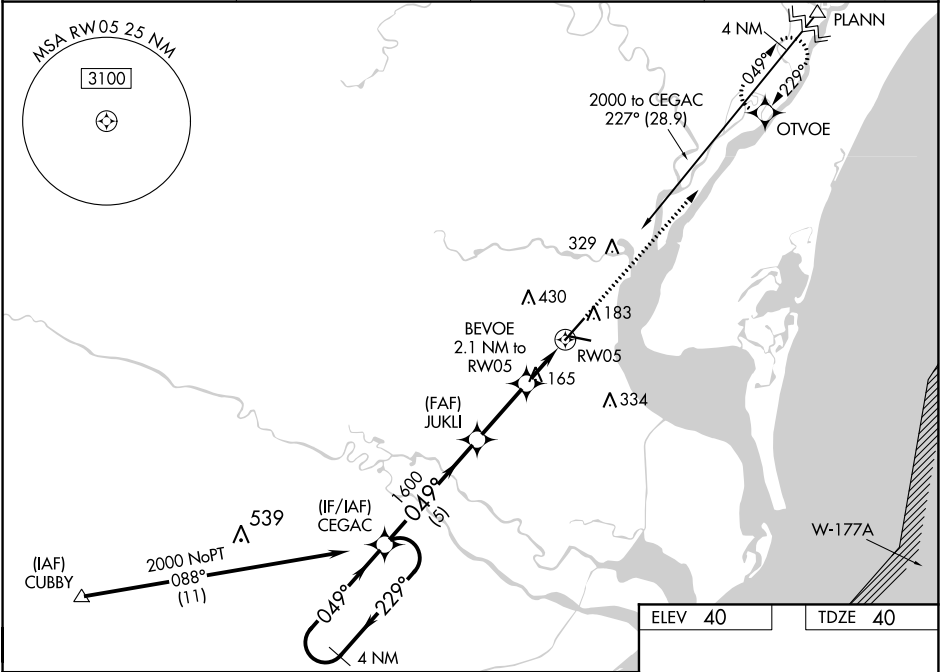 MSA RW05 25 NM
3100
4 NM
PLANN
049°
229°
2000 to CEGAC
227° (28.9)
OTVOE
329
430
183
BEVOE
2.1 NM to
RW05
RW05
165
334
(FAF)
JUKLI
1600
049°
(5)
(IF/IAF)
CEGAC
539
(IAF)
CUBBY
2000 NoPT
088°
(11)
049°
229°
4 NM
W-177A
ELEV 40
TDZE 40